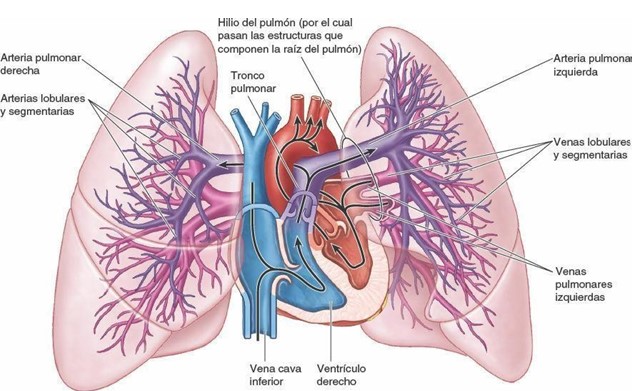 Hilio del pulmón (por el cual
pasan las estructuras que
componen la raíz del pulmón)
Arteria pulmonar
derecha
Arterias lobulares
y segmentarias
Tronco
pulmonar
Arteria pulmonar
izquierda
Venas lobulares
y segmentarias
Venas
pulmonares
izquierdas
Vena cava
inferior
Ventrículo
derecho